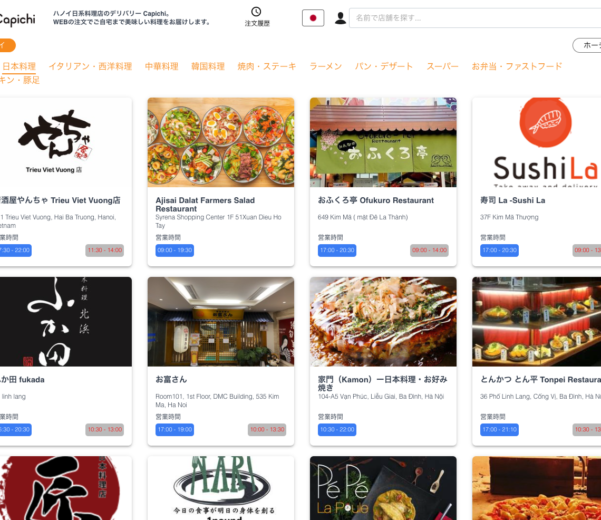 Capichi
ハノイ日系料理店のデリバリー Capichi。
WEBの注文でご自宅まで美味しい料理をお届けします。
注文履歴
名前で店舗を探す...
イ
ホー
日本料理 イタリアン・西洋料理 中華料理 韓国料理 焼肉・ステーキ ラーメン パン・デザート スーパー お弁当・ファストフード
キン・豚足
やんちゃ
Trieu Viet Vuong 店
おふくろ亭
SushiLa
Take away and delivery
酒屋やんちゃ Trieu Viet Vuong店
1 Trieu Viet Vuong, Hai Ba Truong, Hanoi,
etnam
業時間
7:30 - 22:00
11:30 - 14:00
Ajisai Dalat Farmers Salad
Restaurant
Syrena Shopping Center 1F 51Xuan Dieu Ho
Tay
営業時間
09:00 - 19:30
おふくろ亭 Ofukuro Restaurant
649 Kim Mã ( mặt Đê La Thành)
営業時間
17:00 - 20:30
09:00 - 14:00
寿司 La -Sushi La
37F Kim Mã Thượng
営業時間
17:00 - 20:30
本料理 北浜
ふか田
か田 fukada
linh lang
業時間
6:30 - 20:30
10:30 - 13:00
お富さん
Room101, 1st Floor, DMC Building, 535 Kim
Ma, Ha Noi
営業時間
17:00 - 19:00
10:00 - 13:30
家門（Kamon）ー日本料理・お好み
焼き
104-A5 Vạn Phúc, Liễu Giai, Ba Đình, Hà Nội
営業時間
10:30 - 22:00
とんかつ とん平 Tonpei Restaura
36 Phố Linh Lang, Cống Vị, Ba Đình, Hà N
営業時間
17:00 - 21:10
匠
今日の食事が明日の身体を創る
1pound
PéPé
La Poule